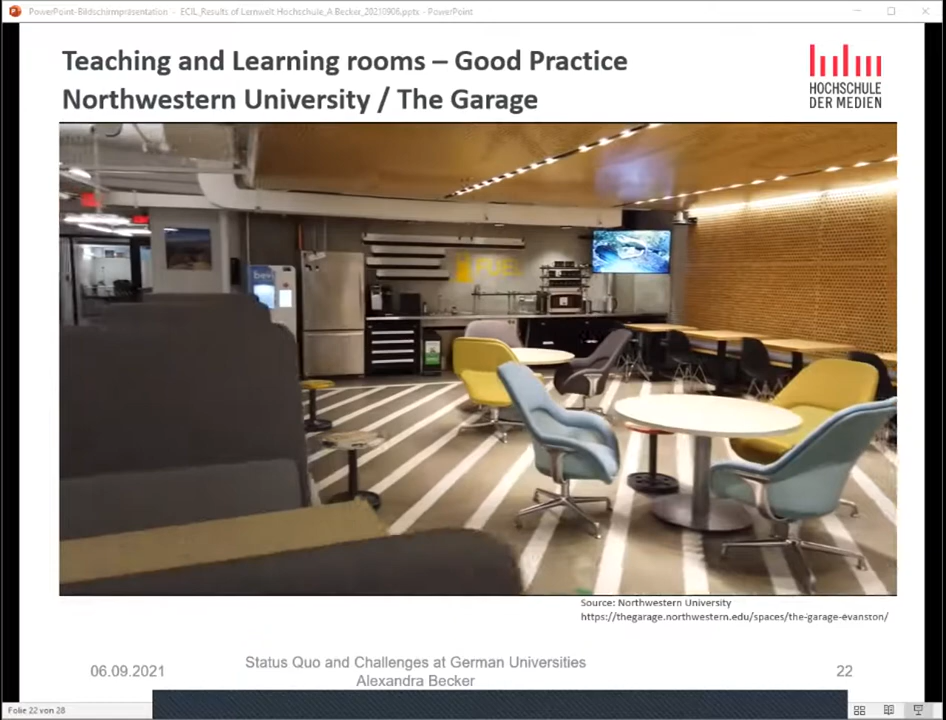 PowerPoint-Bildschirmpräsentation - ECIL_Results of Lernwelt Hochschule_A.Becker_20210906.pptx - PowerPoint
Teaching and Learning rooms – Good Practice
Northwestern University / The Garage
HOCHSCHULE
DER MEDIEN
bevi
FUEL
Source: Northwestern University
https://thegarage.northwestern.edu/spaces/the-garage-evanston/
06.09.2021
Status Quo and Challenges at German Universities
Alexandra Becker
22
Folie 22 von 28